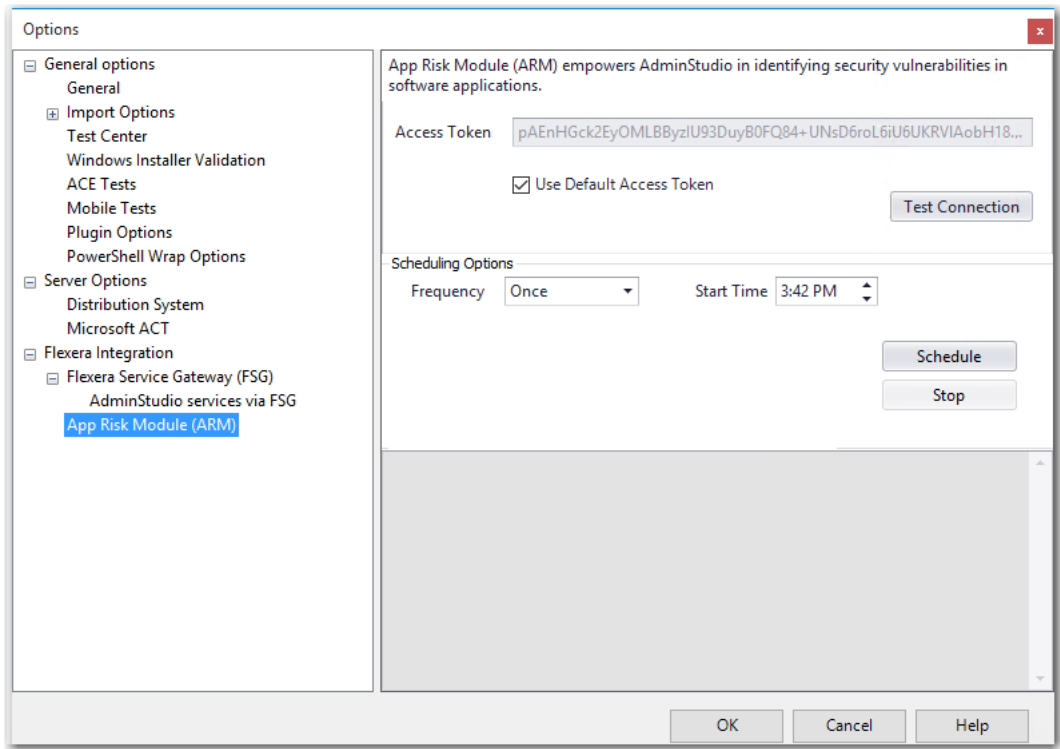 Options
x
General options
General
Import Options
Test Center
Windows Installer Validation
ACE Tests
Mobile Tests
Plugin Options
PowerShell Wrap Options
Server Options
Distribution System
Microsoft ACT
Flexera Integration
Flexera Service Gateway (FSG)
AdminStudio services via FSG
App Risk Module (ARM)
App Risk Module (ARM) empowers AdminStudio in identifying security vulnerabilities in
software applications.
Access Token pAEnHGck2EyOMLBByzIU93DuyB0FQ84+UNsD6roL6iU6UKRVIAobH18...
Use Default Access Token
Test Connection
Scheduling Options
Frequency Once Start Time 3:42 PM
Schedule
Stop
OK Cancel Help